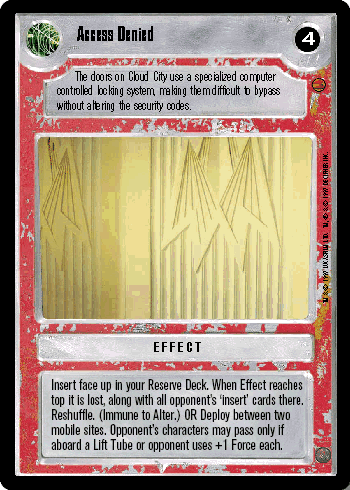 Access Denied
4
The doors on Cloud City use a specialized computer
controlled locking system, making them difficult to bypass
without altering the security codes.
EFFECT
Insert face up in your Reserve Deck. When Effect reaches
top it is lost, along with all opponent's 'insert' cards there.
Reshuffle. (Immune to Alter.) OR Deploy between two
mobile sites. Opponent's characters may pass only if
aboard a Lift Tube or opponent uses +1 Force each.